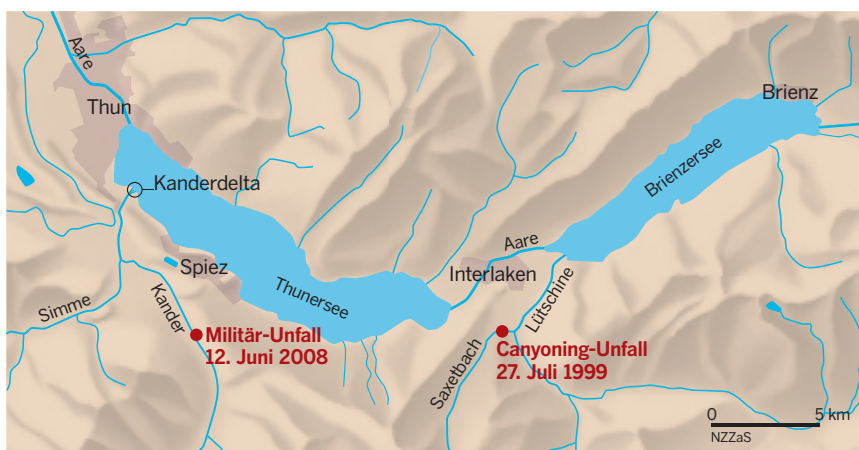 Aare
Thun
Kanderdelta
Spiez
Simme
Kander
Militär-Unfall
12. Juni 2008
Thunersee
Interlaken
Aare
Lütschine
Saxetbach
Canyoning-Unfall
27. Juli 1999
Brienzersee
Brienz
0 5 km
NZZaS